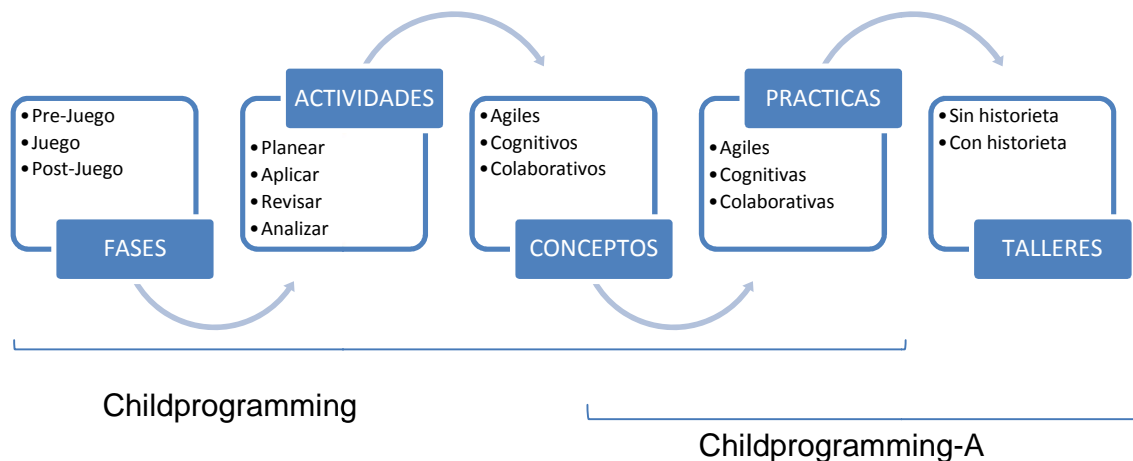 • Pre-Juego
• Juego
• Post-Juego
FASES
ACTIVIDADES
• Planear
• Aplicar
• Revisar
• Analizar
• Agiles
• Cognitivos
• Colaborativos
CONCEPTOS
PRACTICAS
• Agiles
• Cognitivas
• Colaborativas
• Sin historieta
• Con historieta
TALLERES
Childprogramming
Childprogramming-A